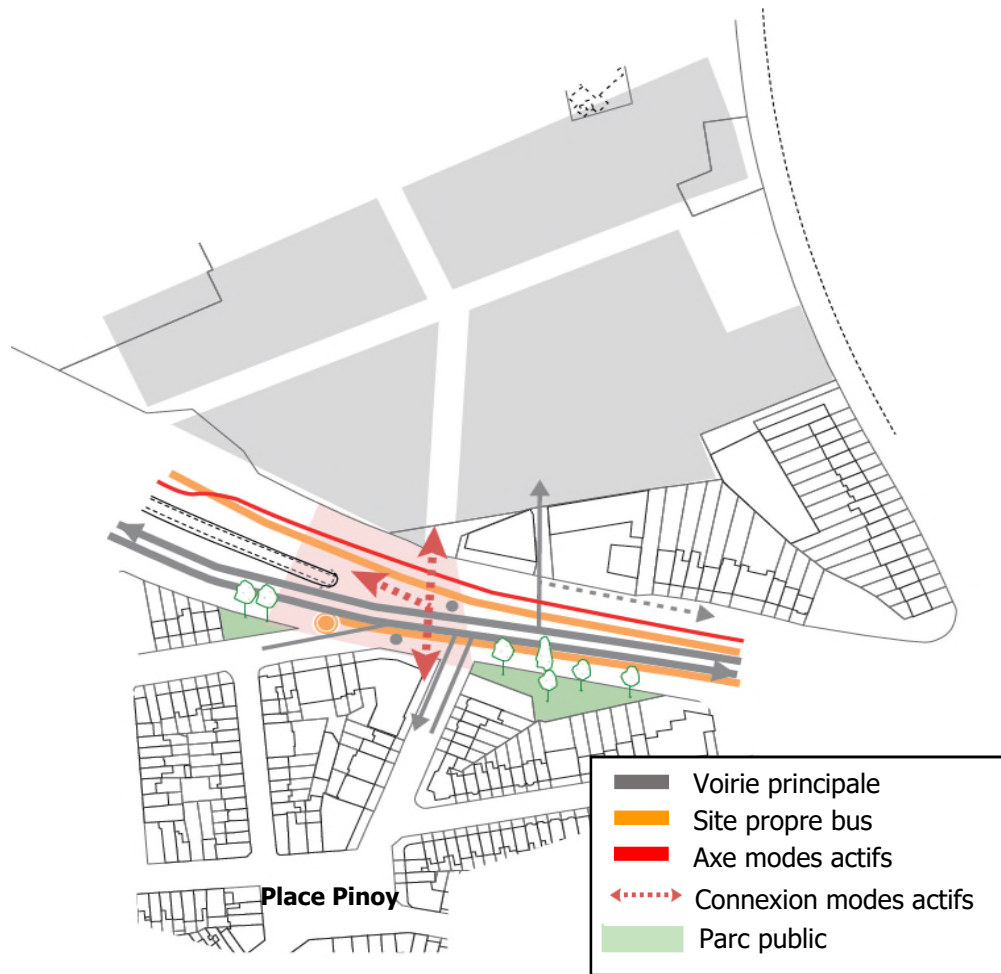 Place Pinoy
Voirie principale
Site propre bus
Axe modes actifs
Connexion modes actifs
Parc public